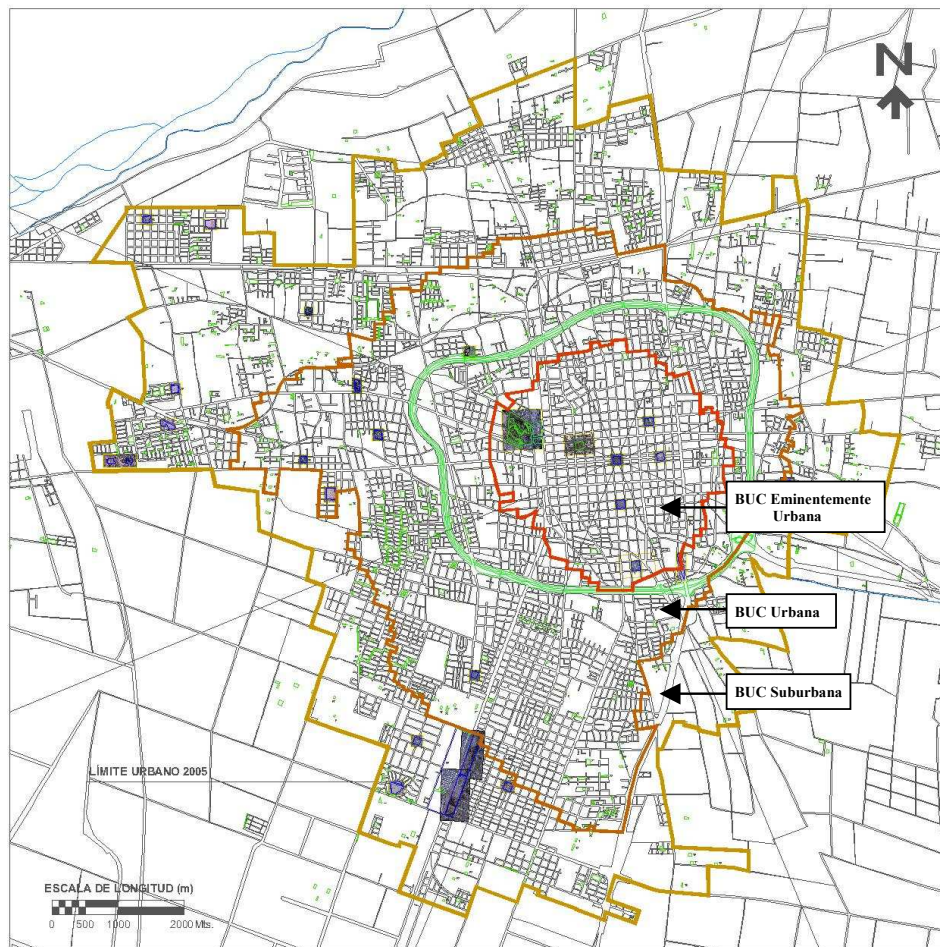 N
BUC Eminentemente
Urbana
BUC Urbana
BUC Suburbana
LÍMITE URBANO 2005
ESCALA DE LONGITUD (m)
0 500 1000 2000 Mts.